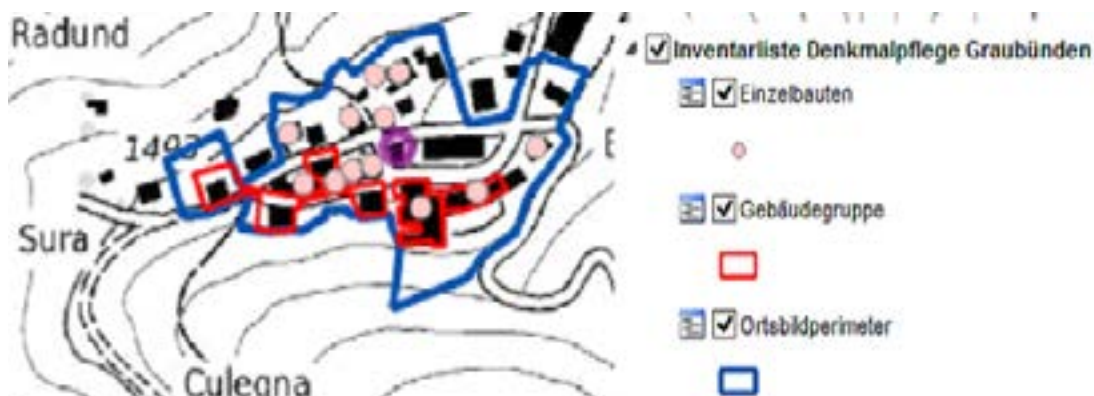 Radund
1493
Sura
Culegna
E
Inventarliste Denkmalpflege Graubünden
Einzelbauten
Gebäudegruppe
Ortsbildperimeter